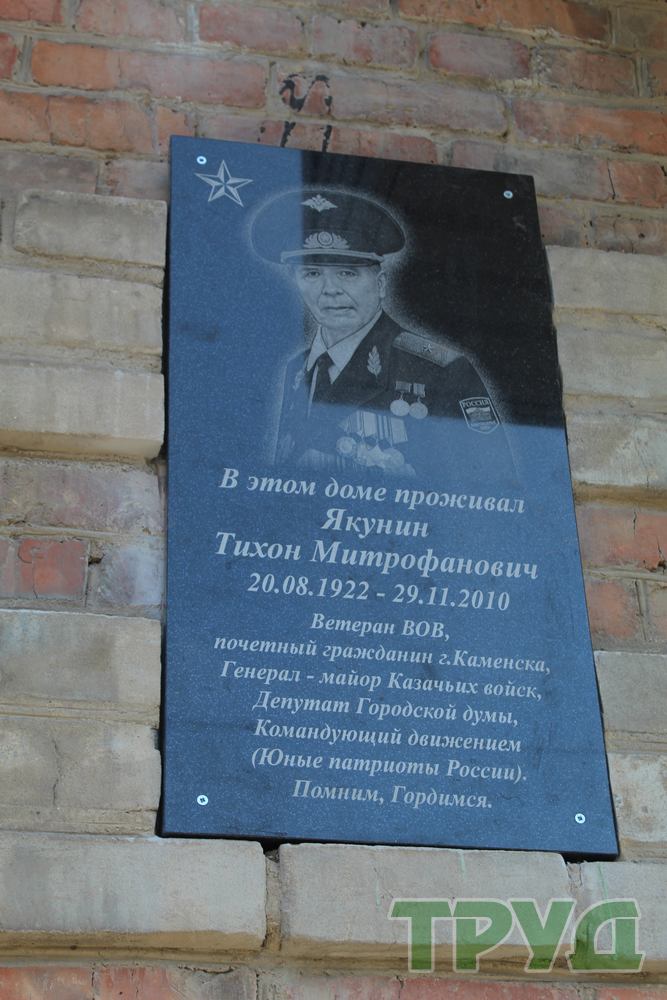 РОССИЯ
В этом доме проживал
Якунин
Тихон Митрофанович
20.08.1922 - 29.11.2010
Ветеран ВОВ,
почетный гражданин г.Каменска,
Генерал - майор Казачьих войск,
Депутат Городской думы,
Командующий движением
(Юные патриоты России).
Помним, Гордимся.
ТРУД